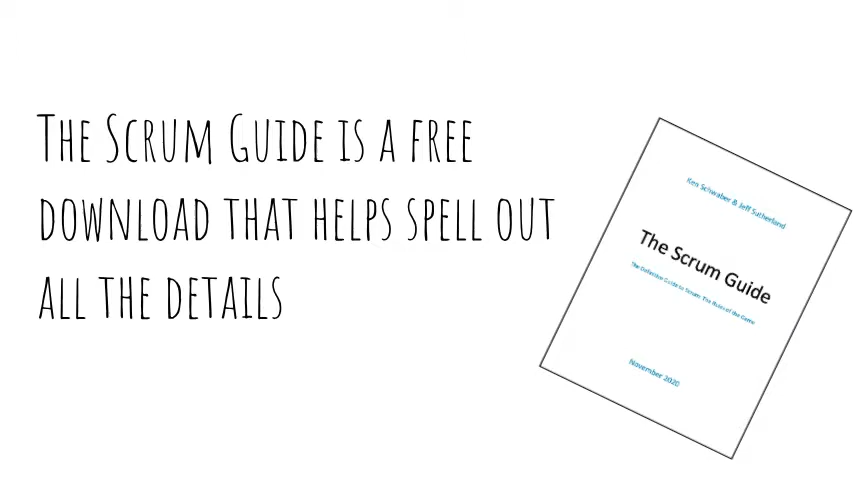 The Scrum Guide is a free
download that helps spell out
all the details
Ken Schwaber & Jeff Sutherland
The Scrum Guide
The Definitive Guide to Scrum: The Rules of the Game
November 2020